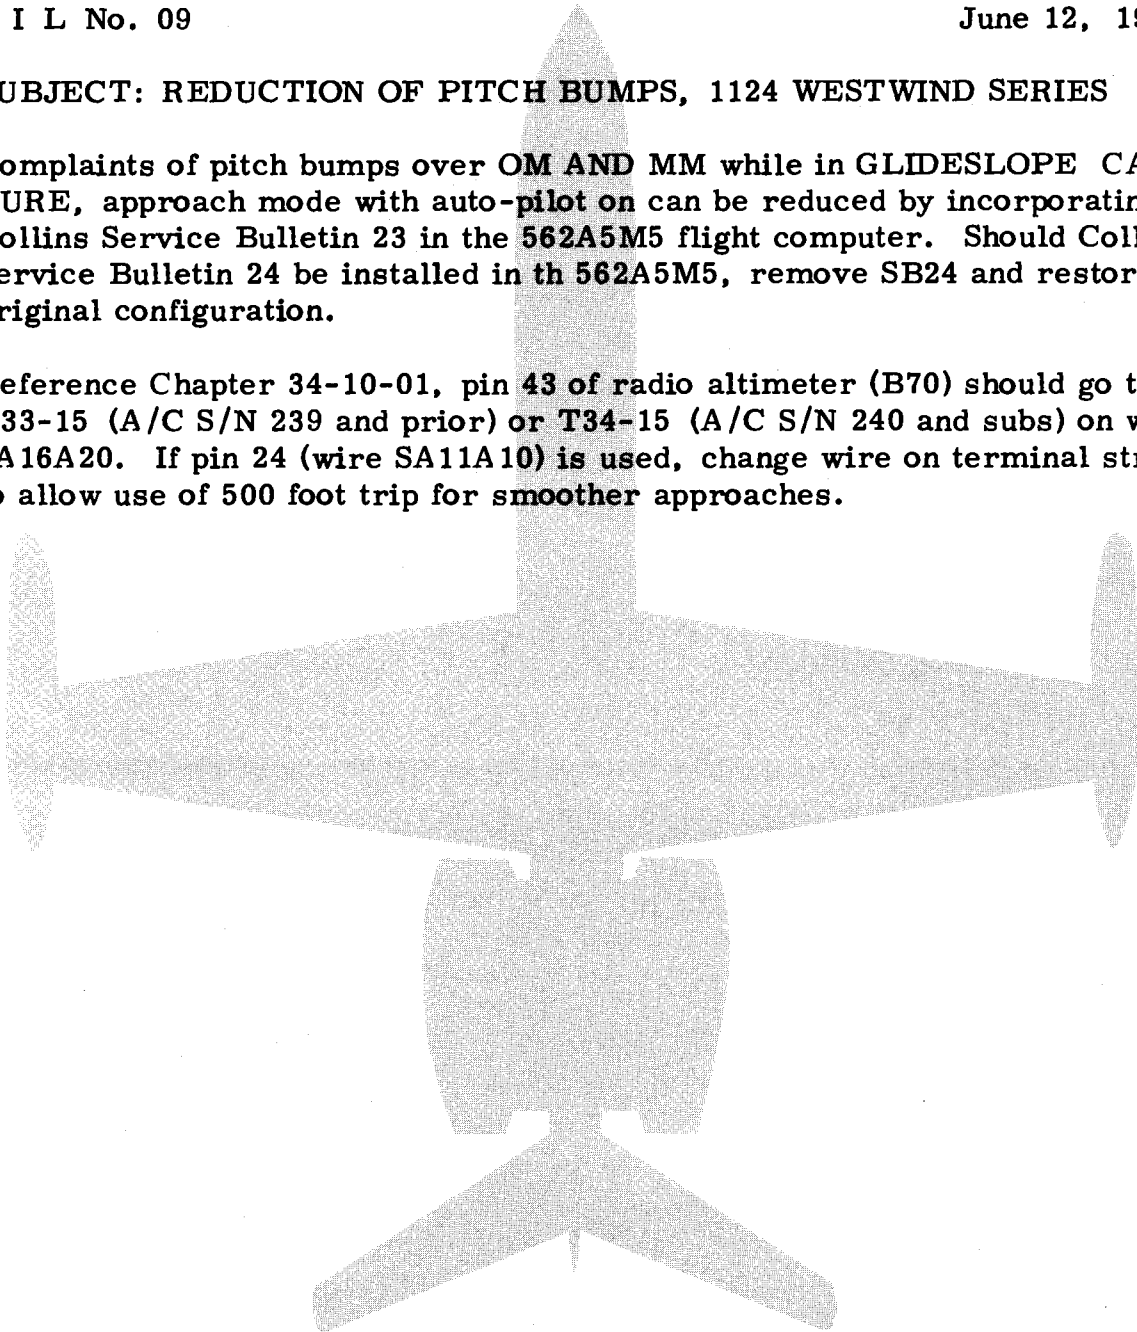 I L No. 09 June 12, 19
UBJECT: REDUCTION OF PITCH BUMPS, 1124 WESTWIND SERIES
omplaints of pitch bumps over OM AND MM while in GLIDESLOPE CA
URE, approach mode with auto-pilot on can be reduced by incorporatin
ollins Service Bulletin 23 in the 562A5M5 flight computer. Should Coll
ervice Bulletin 24 be installed in th 562A5M5, remove SB24 and restor
riginal configuration.
eference Chapter 34-10-01, pin 43 of radio altimeter (B70) should go t
33-15 (A/C S/N 239 and prior) or T34-15 (A/C S/N 240 and subs) on w
A16A20. If pin 24 (wire SA11A10) is used, change wire on terminal str
o allow use of 500 foot trip for smoother approaches.